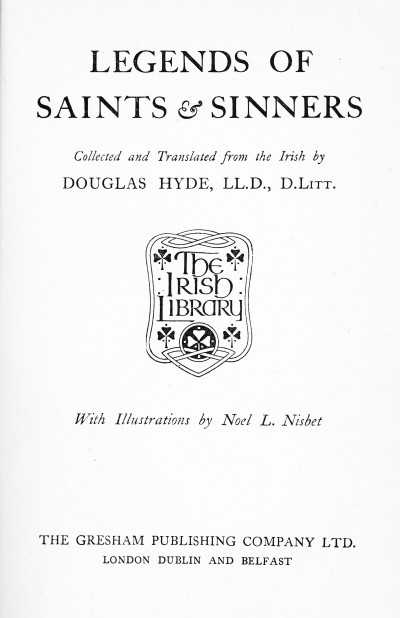 LEGENDS OF
SAINTS & SINNERS
Collected and Translated from the Irish by
DOUGLAS HYDE, LL.D., D.LITT.
The
IRISH
LIBRARY
With Illustrations by Noel L. Nisbet
THE GRESHAM PUBLISHING COMPANY LTD.
LONDON DUBLIN AND BELFAST